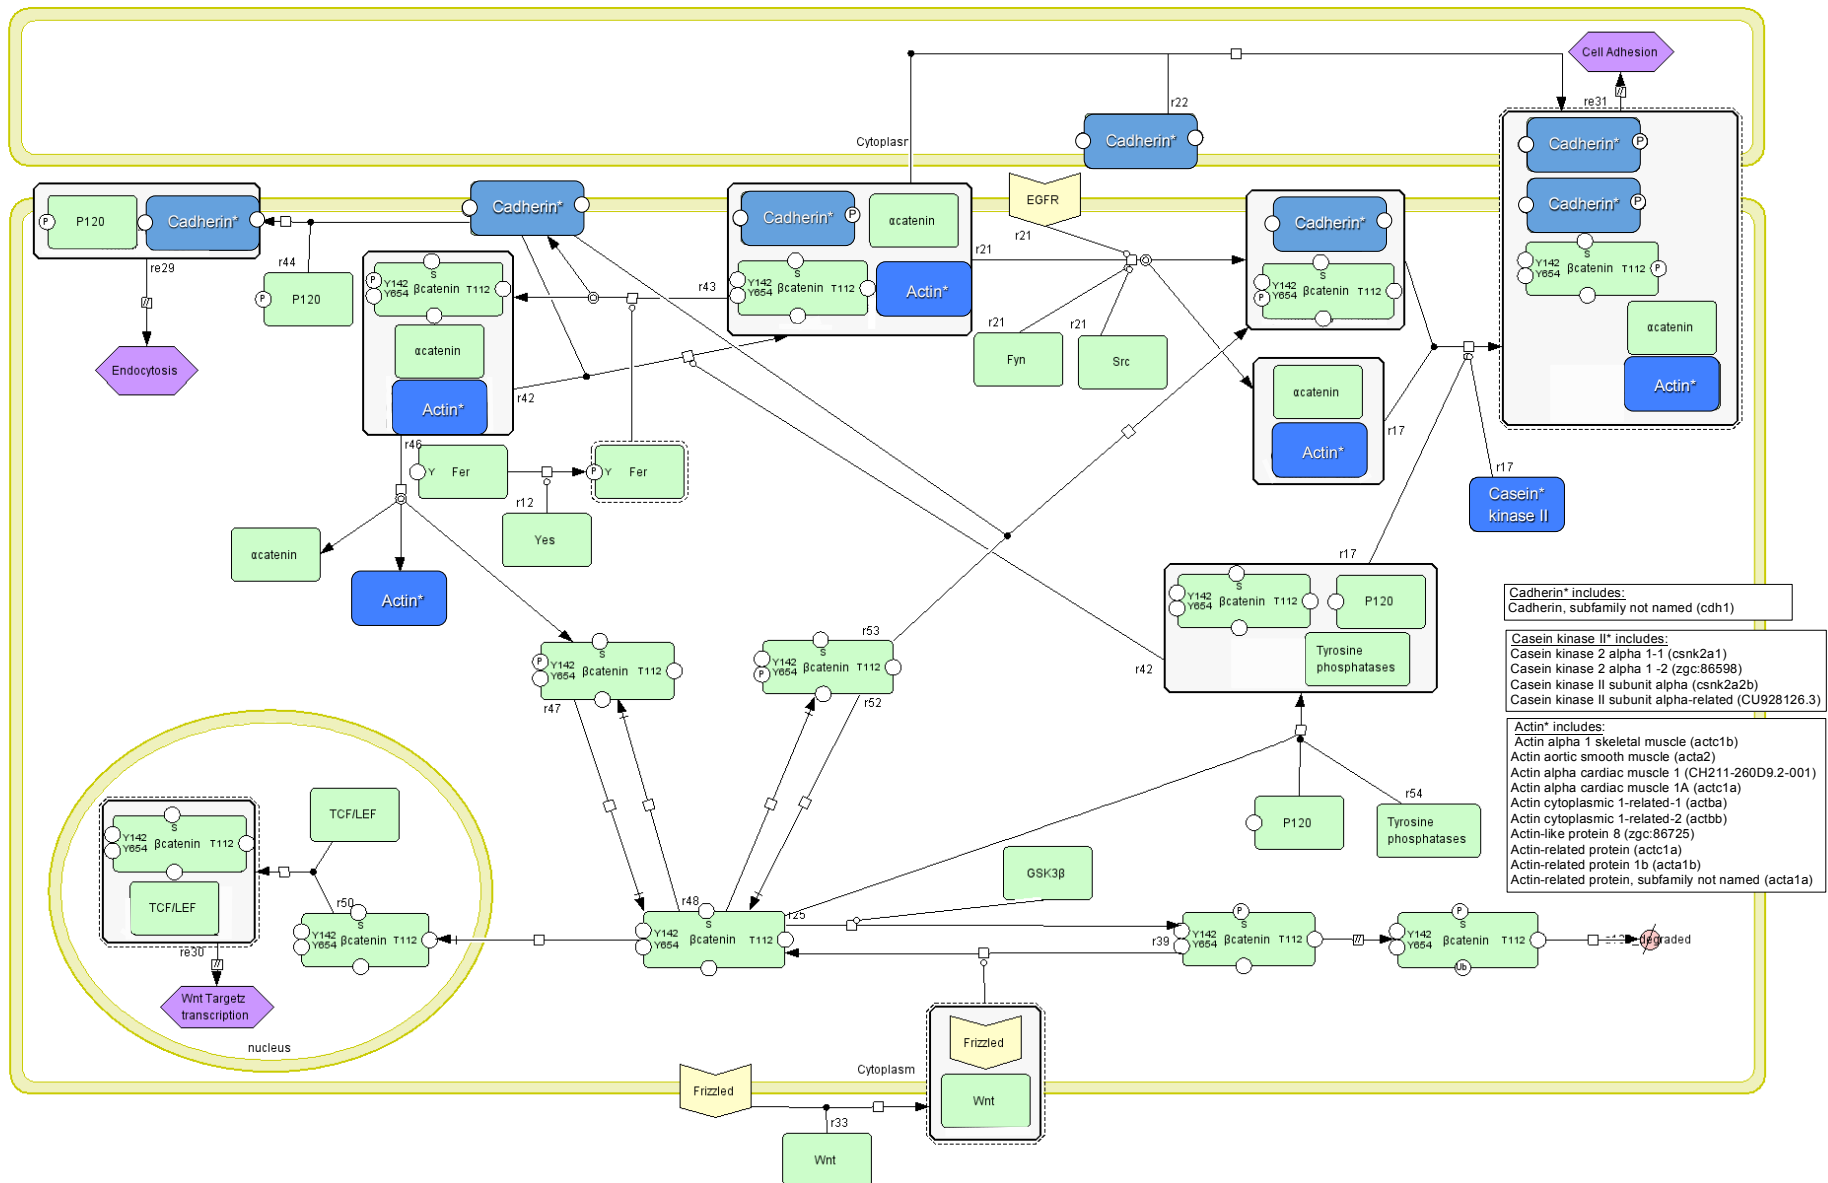 Cell Adhesion
re31
r22
Cytoplasr
Cadherin*
Cadherin*
P
Cadherin*
P
S
Y142
Y654
βcatenin
T112
P
αcatenin
Actin*
P
P120
Cadherin*
re29
Endocytosis
r44
P
P120
Cadherin*
S
P
Y142
Y654
βcatenin
T112
αcatenin
Actin*
r43
r42
r46
Cadherin*
P
αcatenin
S
Y142
Y654
βcatenin
T112
Actin*
EGFR
r21
r21
r21
r21
Fyn
Src
Cadherin*
S
Y142
P
Y654
βcatenin
T112
αcatenin
Actin*
r17
r17
Casein*
kinase II
r17
Y
Fer
P
Y
Fer
r12
Yes
αcatenin
Actin*
S
P
Y142
Y654
βcatenin
T112
r47
r53
S
Y142
P
Y654
βcatenin
T112
r52
r42
S
Y142
Y654
βcatenin
T112
P120
Tyrosine
phosphatases
r54
P120
Tyrosine
phosphatases
Cadherin* includes:
Cadherin, subfamily not named (cdh1)
Casein kinase II* includes:
Casein kinase 2 alpha 1-1 (csnk2a1)
Casein kinase 2 alpha 1 -2 (zgc:86598)
Casein kinase II subunit alpha (csnk2a2b)
Casein kinase II subunit alpha-related (CU928126.3)
Actin* includes:
Actin alpha 1 skeletal muscle (actc1b)
Actin aortic smooth muscle (acta2)
Actin alpha cardiac muscle 1 (CH211-260D9.2-001)
Actin alpha cardiac muscle 1A (actc1a)
Actin cytoplasmic 1-related-1 (actba)
Actin cytoplasmic 1-related-2 (actbb)
Actin-like protein 8 (zgc:86725)
Actin-related protein (actc1a)
Actin-related protein 1b (acta1b)
Actin-related protein, subfamily not named (acta1a)
S
Y142
Y654
βcatenin
T112
TCF/LEF
TCF/LEF
r50
re30
Wnt Targetz
transcription
S
Y142
Y654
βcatenin
T112
nucleus
r48
S
Y142
Y654
βcatenin
T112
r25
GSK3β
r39
P
S
Y142
Y654
βcatenin
T112
P
S
Y142
Y654
βcatenin
T112
Ub
degraded
Cytoplasm
Frizzled
Wnt
Frizzled
r33
Wnt